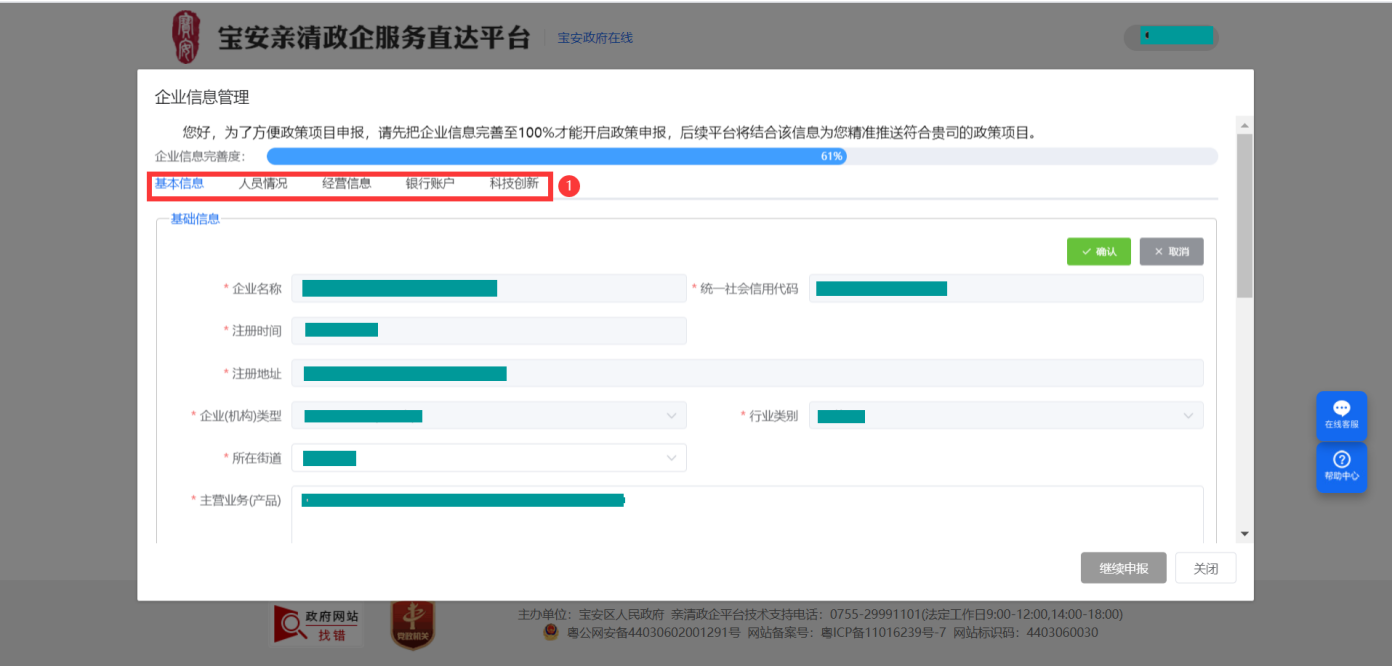 寶安
宝安亲清政企服务直达平台 宝安政府在线
企业信息管理
您好，为了方便政策项目申报，请先把企业信息完善至100%才能开启政策申报，后续平台将结合该信息为您精准推送符合贵司的政策项目。
企业信息完善度： 61%
基本信息 人员情况 经营信息 银行账户 科技创新 1
基础信息
确认 取消
* 企业名称 * 统一社会信用代码
* 注册时间
* 注册地址
* 企业(机构)类型 * 行业类别
* 所在街道
* 主营业务(产品)
在线客服
帮助中心
继续申报 关闭
政府网站
找错
党政机关
主办单位：宝安区人民政府 亲清政企平台技术支持电话：0755-29991101(法定工作日9:00-12:00,14:00-18:00)
粤公网安备44030602001291号 网站备案号：粤ICP备11016239号-7 网站标识码：4403060030